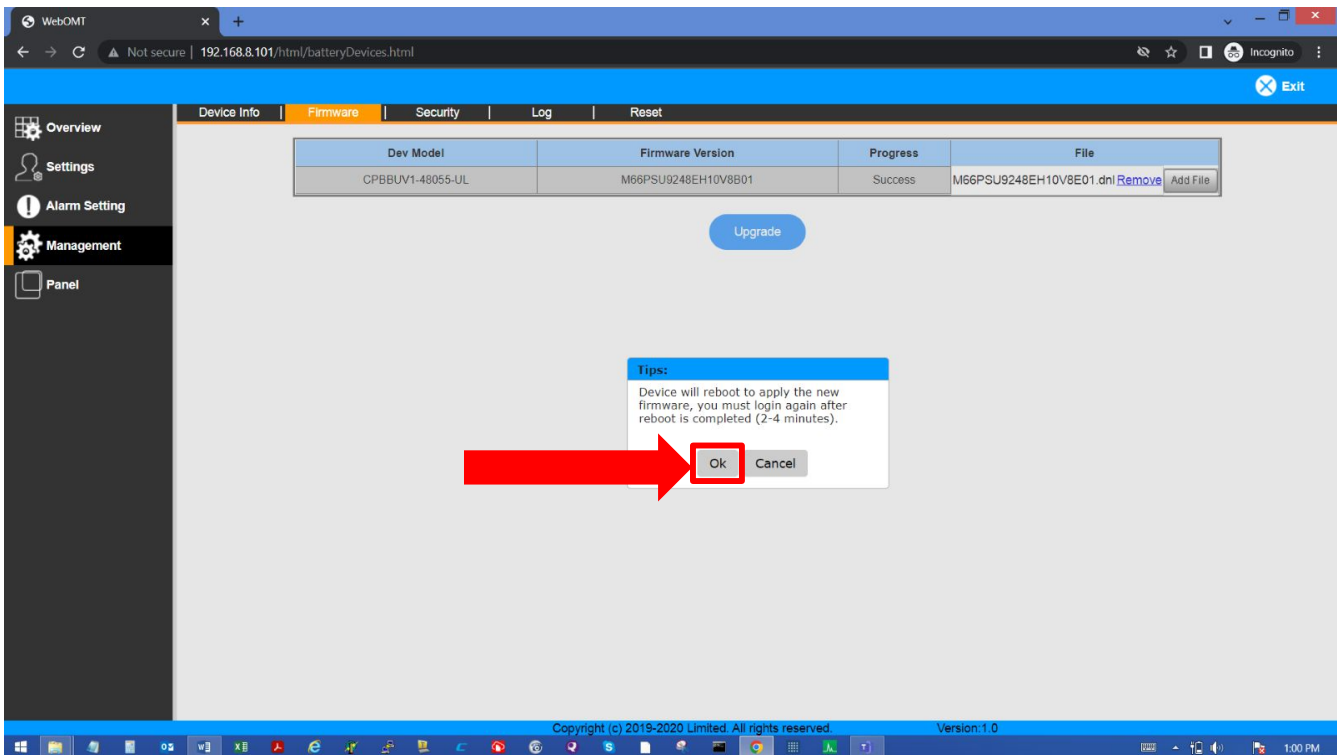 WebOMT
Not secure | 192.168.8.101/html/batteryDevices.html
Incognito
Exit
Device Info | Firmware | Security | Log | Reset
Overview
Settings
Alarm Setting
Management
Panel
Dev Model Firmware Version Progress File
CPBBUV1-48055-UL M66PSU9248EH10V8B01 Success M66PSU9248EH10V8E01.dnl Remove Add File
Upgrade
Tips:
Device will reboot to apply the new
firmware, you must login again after
reboot is completed (2-4 minutes).
Ok Cancel
Copyright (c) 2019-2020 Limited. All rights reserved. Version:1.0
1:00 PM